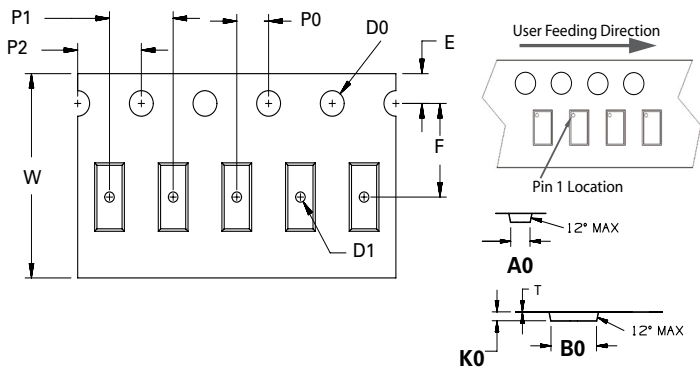 P1
P0
D0
P2
E
W
F
D1
User Feeding Direction
Pin 1 Location
12° MAX
A0
T
12° MAX
K0
B0